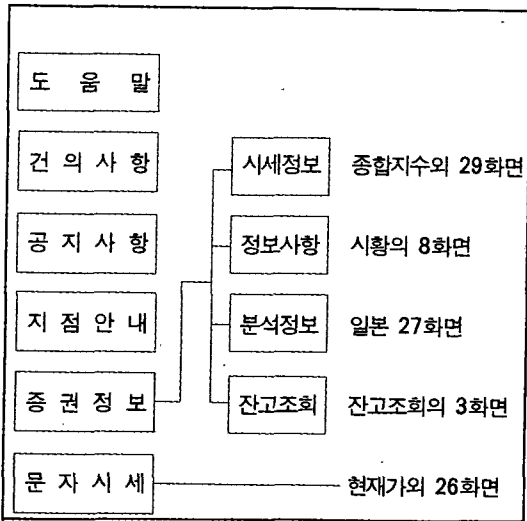 도 움 말
건 의 사 항
시세정보 종합지수외 29화면
공 지 사 항
정보사항 시황의 8화면
지 점 안 내
분석정보 일본 27화면
증 권 정 보
잔고조회 잔고조회의 3화면
문 자 시 세
현재가외 26화면